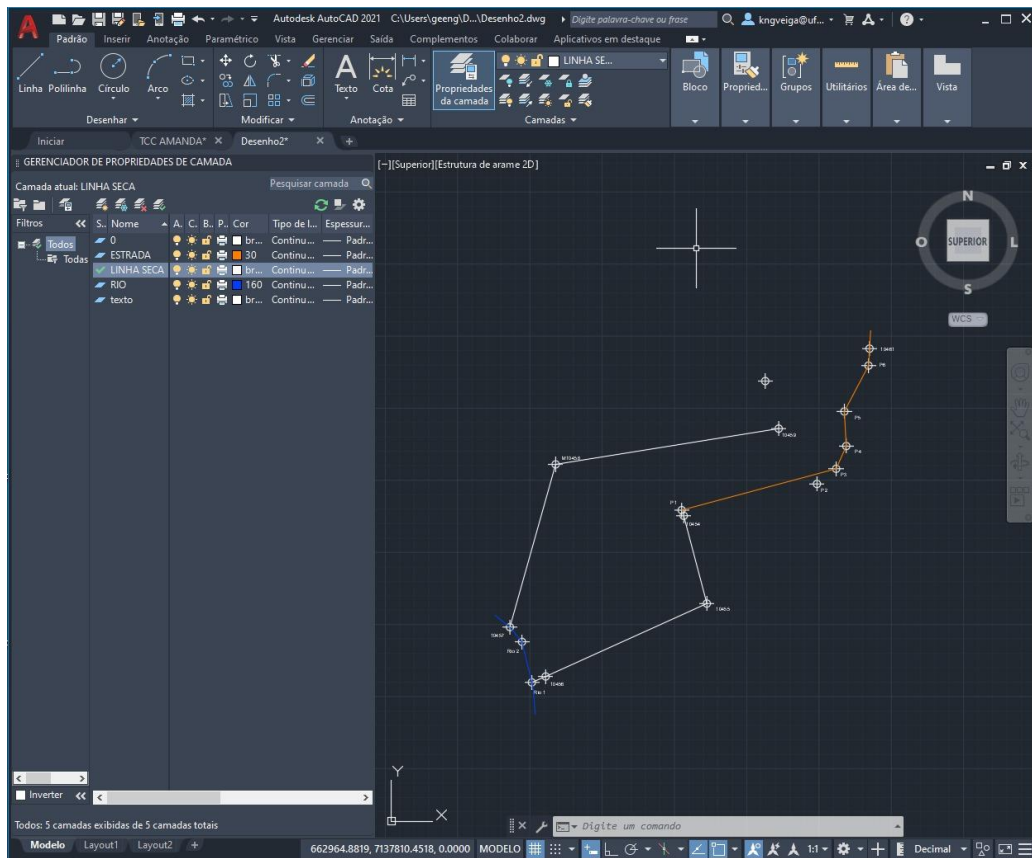 Autodesk AutoCAD 2021 C:\Users\geeng\D...\Desenho2.dwg Digite palavra-chave ou frase kngveiga@uf...
Padrão Inserir Anotação Paramétrico Vista Gerenciar Saída Complementos Colaborar Aplicativos em destaque
LINHA SE...
Linha Polilinha Círculo Arco Texto Cota Propriedades da camada Bloco Propried... Grupos Utilitários Área de... Vista
Desenhar Modificar Anotação Camadas
Iniciar TCC AMANDA* Desenho2*
GERENCIADOR DE PROPRIEDADES DE CAMADA
[−][Superior][Estrutura de arame 2D]
Camada atual: LINHA SECA
Pesquisar camada
Filtros
S.. Nome A. C. B.. P.. Cor Tipo de l... Espessur...
Todos
Todas
0 br... Continu... Padr...
ESTRADA 30 Continu... Padr...
LINHA SECA br... Continu... Padr...
RIO 160 Continu... Padr...
texto br... Continu... Padr...
N
O SUPERIOR L
S
WCS
P6
P5
P4
P3
P2
P1
Rio 2
Rio 1
Y
X
Inverter
Digite um comando
Todos: 5 camadas exibidas de 5 camadas totais
Modelo Layout1 Layout2 +
662964.8819, 7137810.4518, 0.0000 MODELO 1:1 Decimal